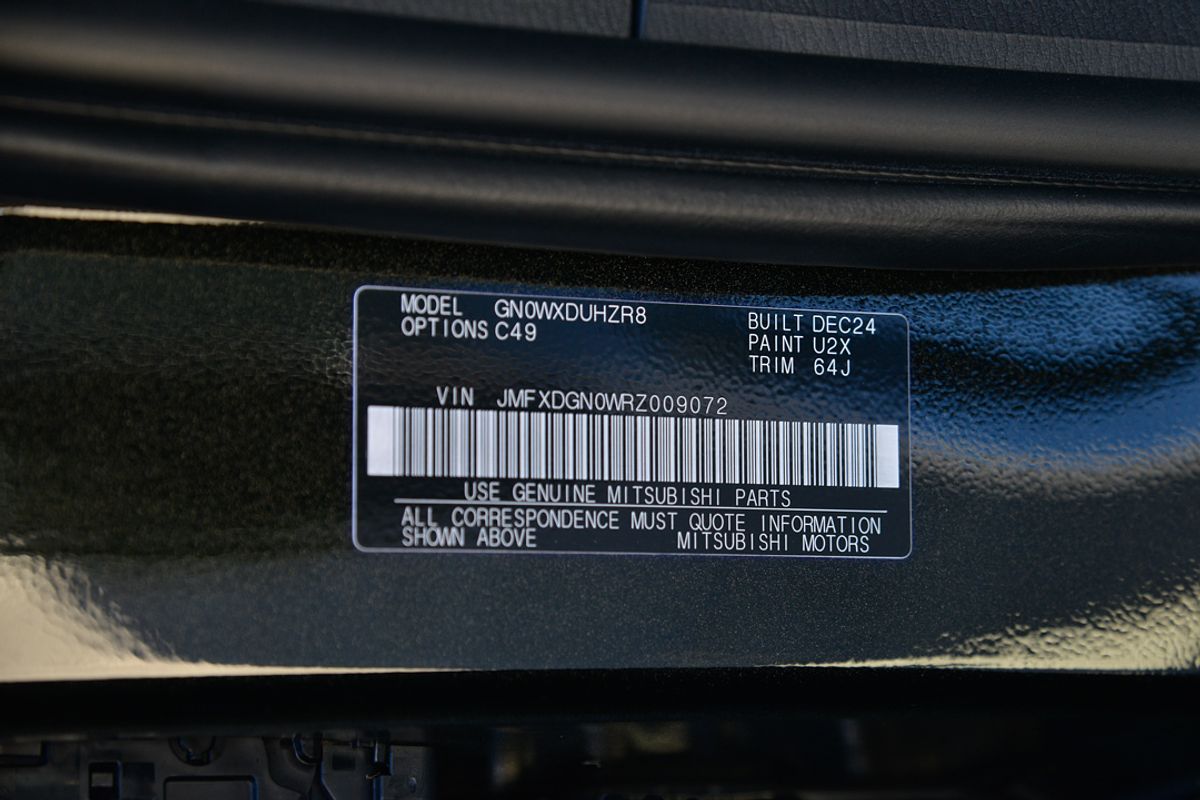 MODEL GN0WXDUHZR8
OPTIONS C49
BUILT DEC24
PAINT U2X
TRIM 64J
VIN JMFXDGN0WRZ009072
USE GENUINE MITSUBISHI PARTS
ALL CORRESPONDENCE MUST QUOTE INFORMATION
SHOWN ABOVE MITSUBISHI MOTORS